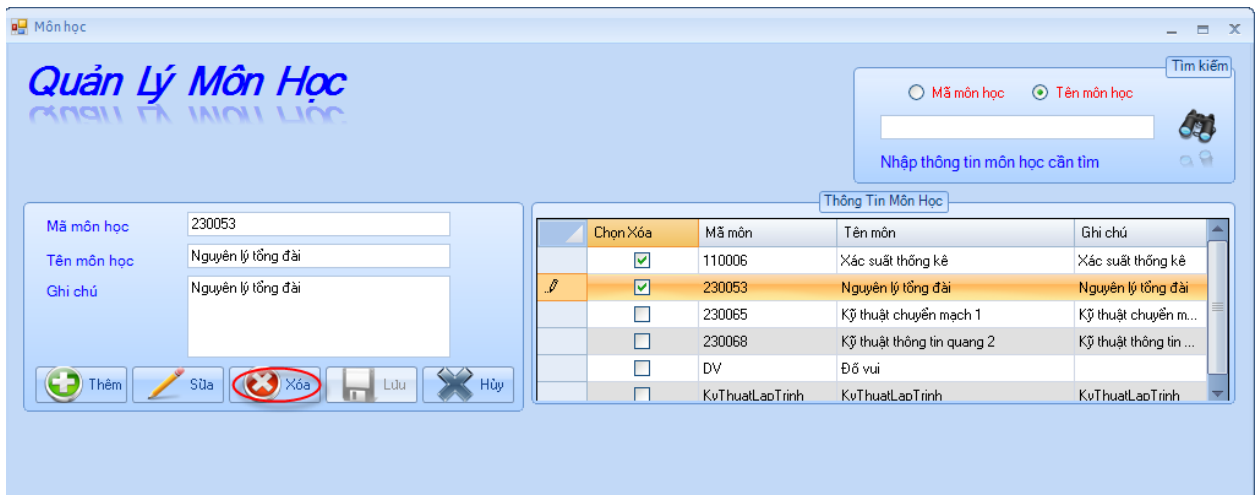 Môn học
Quản Lý Môn Học
Tìm kiếm
Mã môn học
Tên môn học
Nhập thông tin môn học cần tìm
Mã môn học
230053
Tên môn học
Nguyên lý tổng đài
Ghi chú
Nguyên lý tổng đài
Thêm
Sửa
Xóa
Lưu
Hủy
Thông Tin Môn Học
Chọn Xóa Mã môn Tên môn Ghi chú
110006 Xác suất thống kê Xác suất thống kê
230053 Nguyên lý tổng đài Nguyên lý tổng đài
230065 Kỹ thuật chuyển mạch 1 Kỹ thuật chuyển m...
230068 Kỹ thuật thông tin quang 2 Kỹ thuật thông tin ...
DV Đố vui
KyThuatLapTrinh KyThuatLapTrinh KyThuatLapTrinh